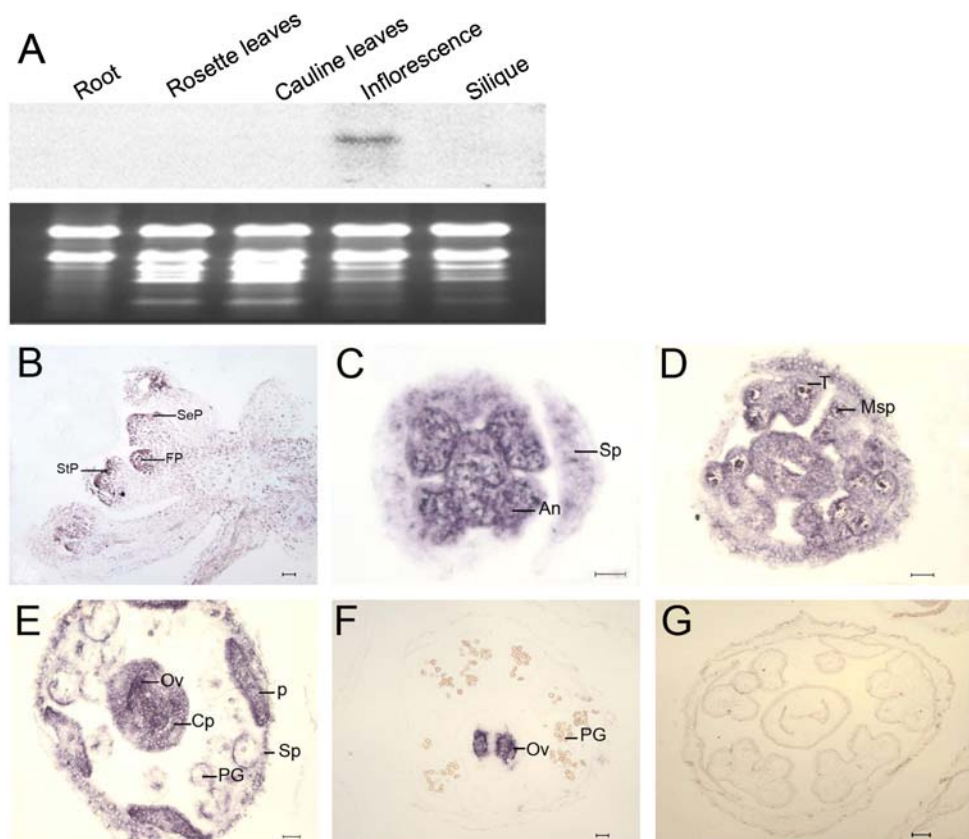 A
Root
Rosette leaves
Cauline leaves
Inflorescence
Silique
B
SeP
StP
FP
C
Sp
An
D
T
Msp
E
Ov
p
Cp
Sp
PG
F
PG
Ov
G